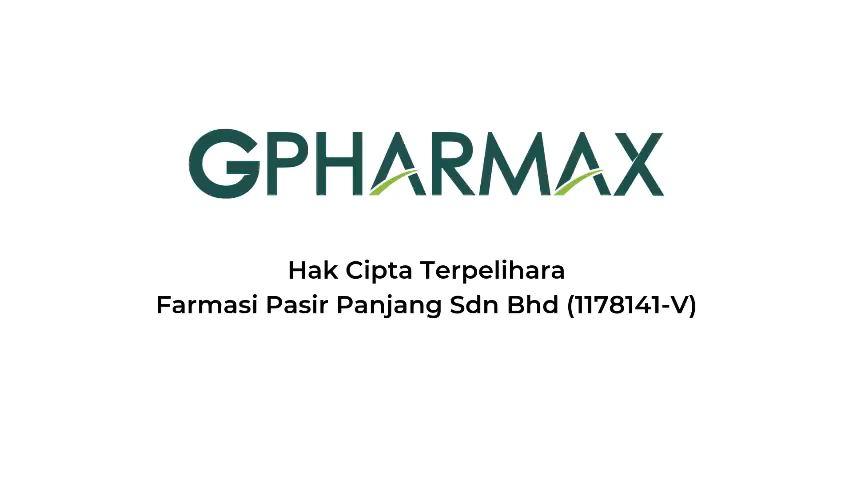 GPHARMAX
Hak Cipta Terpelihara
Farmasi Pasir Panjang Sdn Bhd (1178141-V)